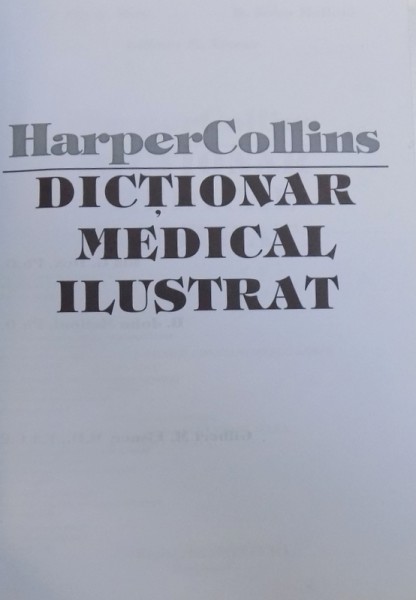 HarperCollins
DICȚIONAR
MEDICAL
ILUSTRAT